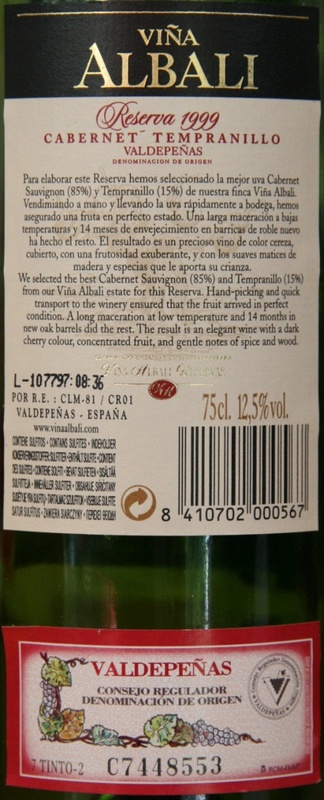 VIÑA
ALBALI
Reserva 1999
CABERNET - TEMPRANILLO
VALDEPEÑAS
DENOMINACION DE ORIGEN
Para elaborar este Reserva hemos seleccionado la mejor uva Cabernet
Sauvignon (85%) y Tempranillo (15%) de nuestra finca Viña Albali.
Vendimiando a mano y llevando la uva rápidamente a bodega, hemos
asegurado una fruta en perfecto estado. Una larga maceración a bajas
temperaturas y 14 meses de envejecimiento en barricas de roble nuevo
ha hecho el resto. El resultado es un precioso vino de color cereza,
cubierto, con una frutosidad exuberante, y con los suaves matices de
madera y especias que le aporta su crianza.
We selected the best Cabernet Sauvignon (85%) and Tempranillo (15%)
from our Viña Albali estate for this Reserva. Hand-picking and quick
transport to the winery ensured that the fruit arrived in perfect
condition. A long maceration at low temperature and 14 months in
new oak barrels did the rest. The result is an elegant wine with a dark
cherry colour, concentrated fruit, and gentle notes of spice and wood.
L-107797 08:36
POR R.E.: CLM-81 / CR01
VALDEPEÑAS - ESPAÑA
www.vinaalbali.com
75cl. 12,5%vol.
CONTIENE SULFITOS - CONTAINS SULPHITES - INDEHOLDER
8 410702 000567
VALDEPEÑAS
CONSEJO REGULADOR
DENOMINACIÓN DE ORIGEN
VALDEPEÑAS
TINTO-2 C7448553